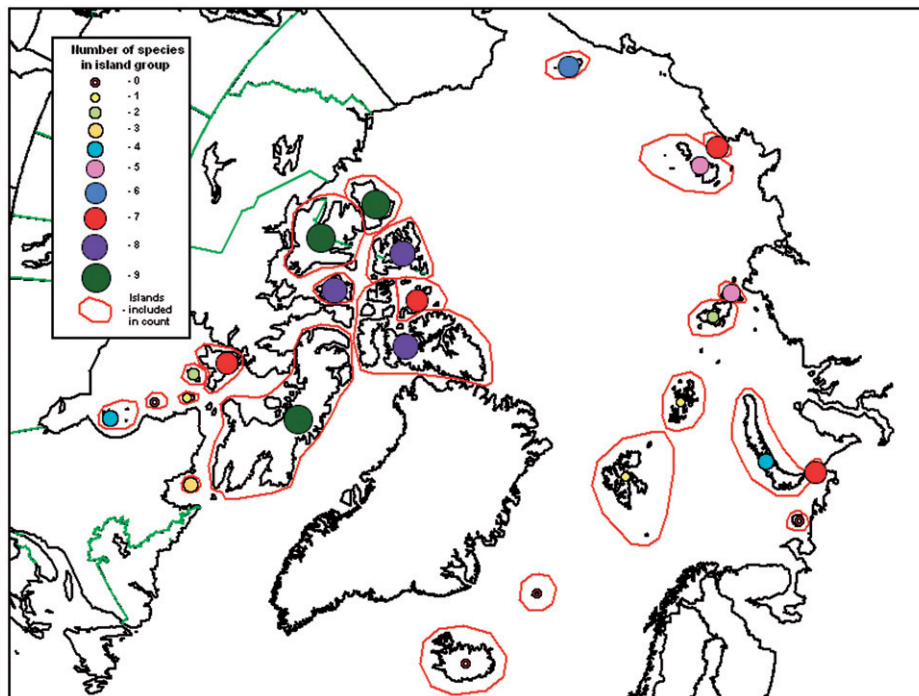 Number of species
in island group
- 0
- 1
- 2
- 3
- 4
- 5
- 6
- 7
- 8
- 9
Islands
- included
in count